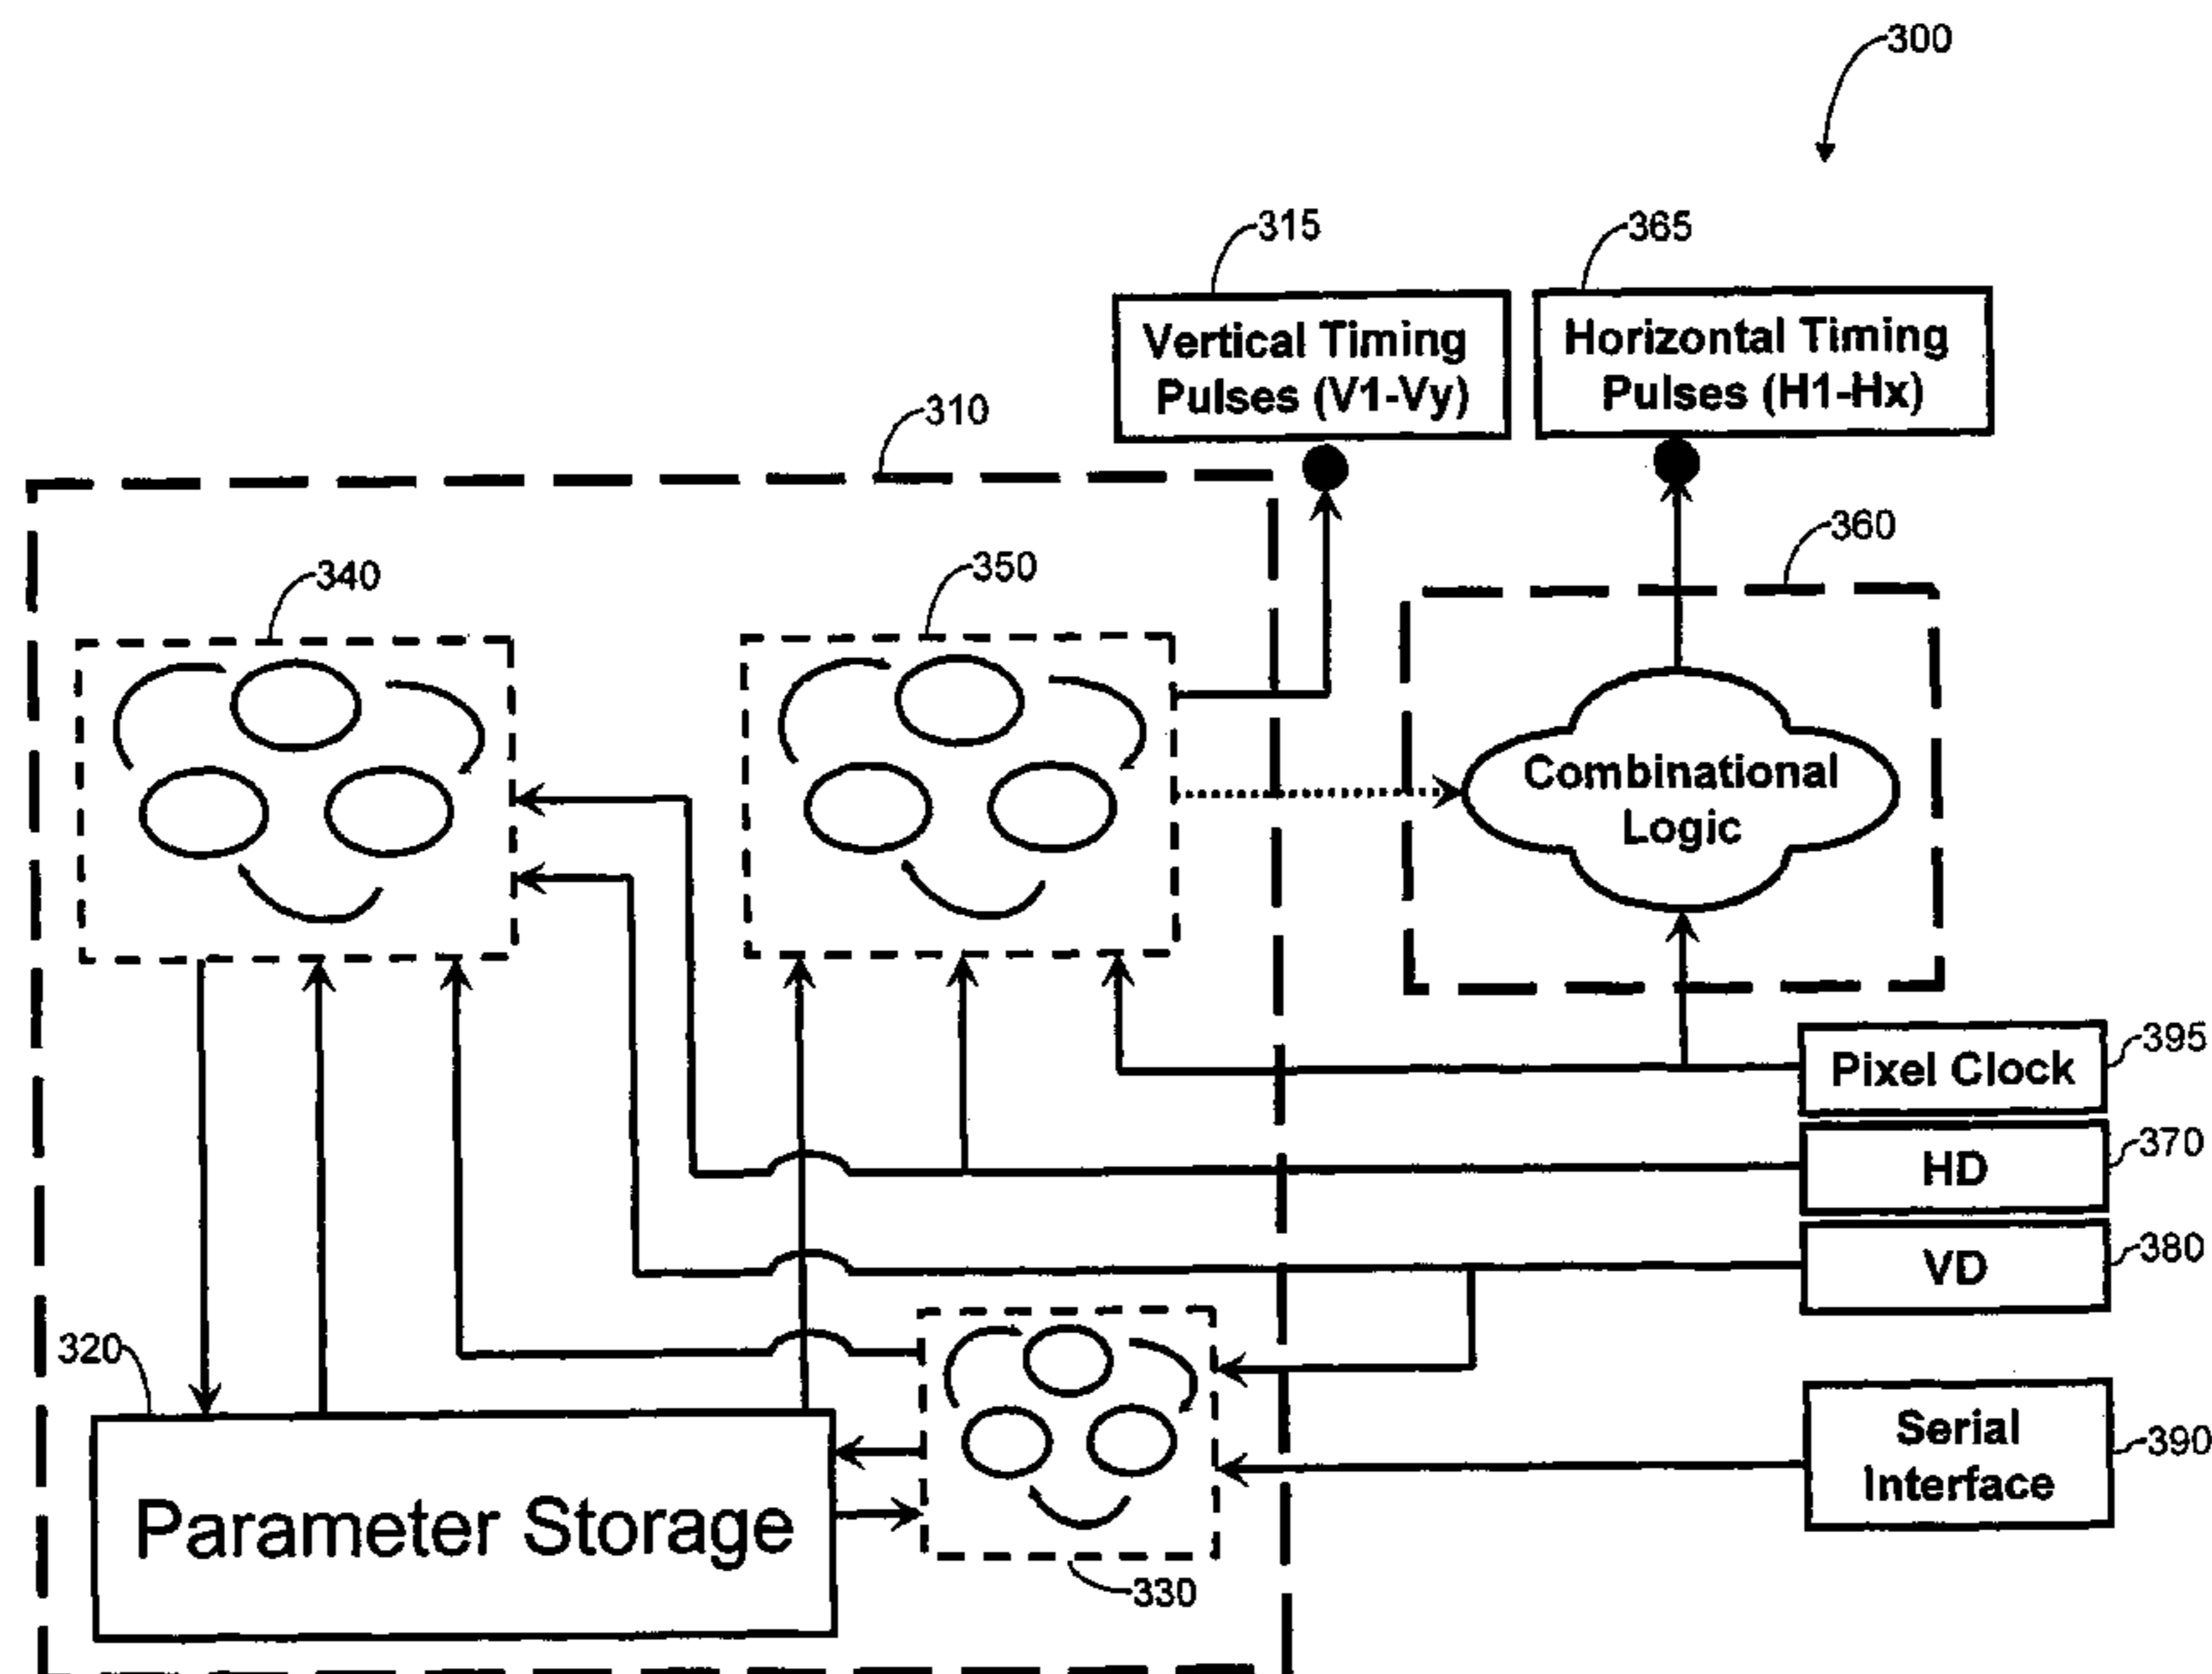 300
315
365
Vertical Timing
Pulses (V1-Vy)
Horizontal Timing
Pulses (H1-Hx)
310
360
340
350
Combinational
Logic
395
Pixel Clock
370
HD
380
VD
320
Serial
Interface
390
Parameter Storage
330